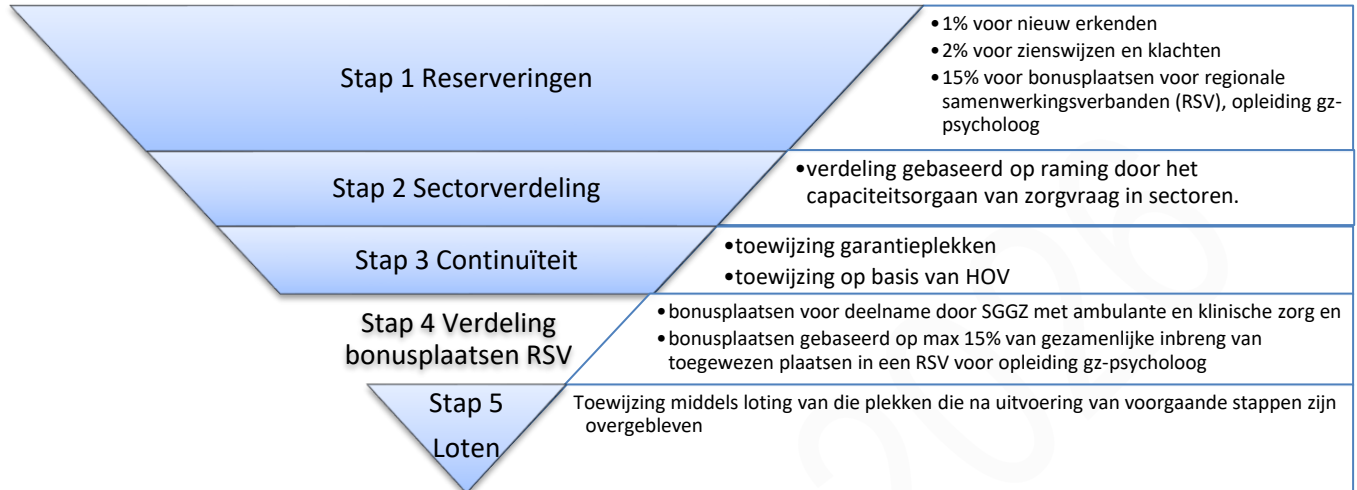 Stap 1 Reserveringen
•1% voor nieuw erkenden
•2% voor zienswijzen en klachten
•15% voor bonusplaatsen voor regionale
samenwerkingsverbanden (RSV), opleiding gz-
psycholoog
Stap 2 Sectorverdeling
•verdeling gebaseerd op raming door het
capaciteitsorgaan van zorgvraag in sectoren.
Stap 3 Continuïteit
•toewijzing garantieplekken
•toewijzing op basis van HOV
Stap 4 Verdeling
bonusplaatsen RSV
•bonusplaatsen voor deelname door SGGZ met ambulante en klinische zorg en
•bonusplaatsen gebaseerd op max 15% van gezamenlijke inbreng van
toegewezen plaatsen in een RSV voor opleiding gz-psycholoog
Stap 5
Loten
Toewijzing middels loting van die plekken die na uitvoering van voorgaande stappen zijn
overgebleven